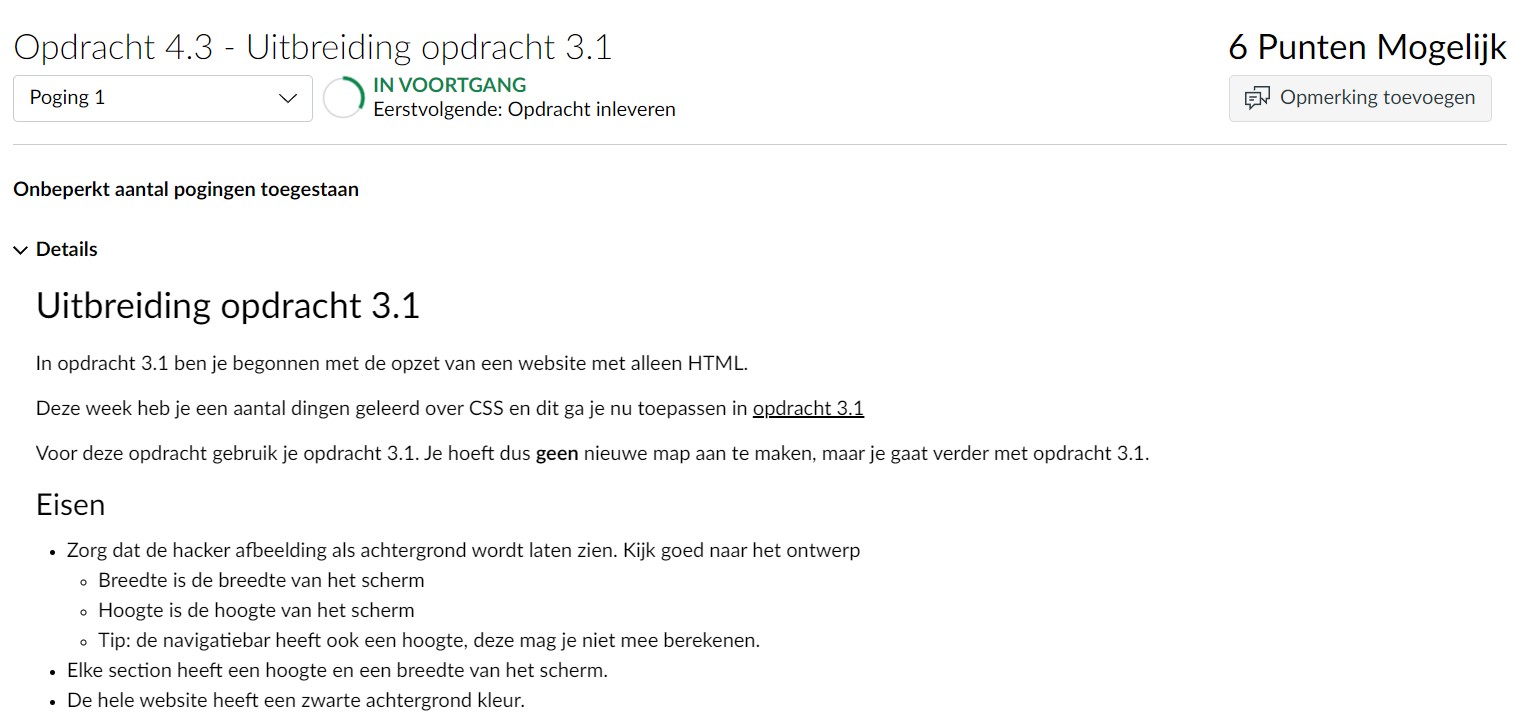 Opdracht 4.3 - Uitbreiding opdracht 3.1
6 Punten Mogelijk
Poging 1
IN VOORTGANG
Eerstvolgende: Opdracht inleveren
Opmerking toevoegen
Onbeperkt aantal pogingen toegestaan
Details
Uitbreiding opdracht 3.1
In opdracht 3.1 ben je begonnen met de opzet van een website met alleen HTML.
Deze week heb je een aantal dingen geleerd over CSS en dit ga je nu toepassen in opdracht 3.1
Voor deze opdracht gebruik je opdracht 3.1. Je hoeft dus geen nieuwe map aan te maken, maar je gaat verder met opdracht 3.1.
Eisen
• Zorg dat de hacker afbeelding als achtergrond wordt laten zien. Kijk goed naar het ontwerp
◦ Breedte is de breedte van het scherm
◦ Hoogte is de hoogte van het scherm
◦ Tip: de navigatiebar heeft ook een hoogte, deze mag je niet mee berekenen.
• Elke section heeft een hoogte en een breedte van het scherm.
• De hele website heeft een zwarte achtergrond kleur.